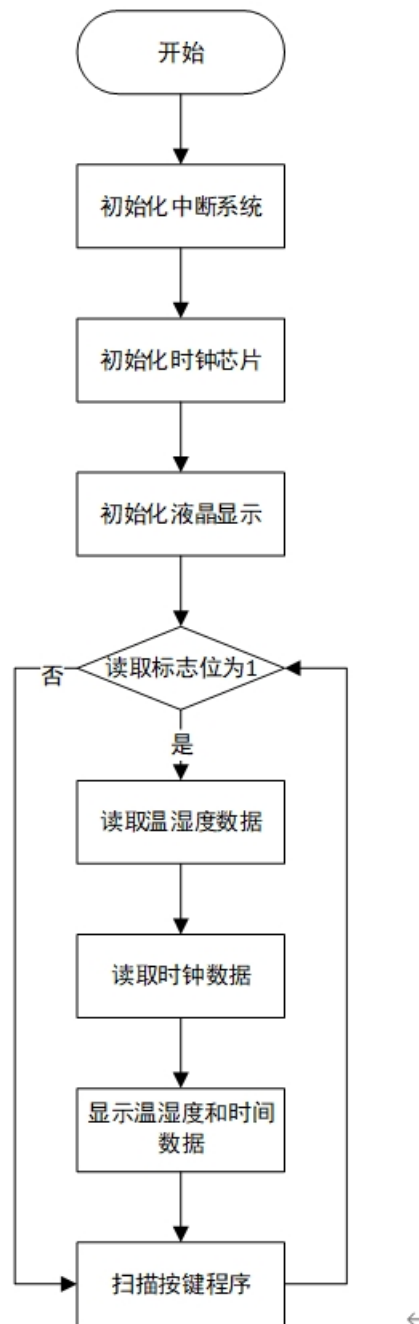 开始
初始化中断系统
初始化时钟芯片
初始化液晶显示
读取标志位为1
否
是
读取温湿度数据
读取时钟数据
显示温湿度和时间
数据
扫描按键程序